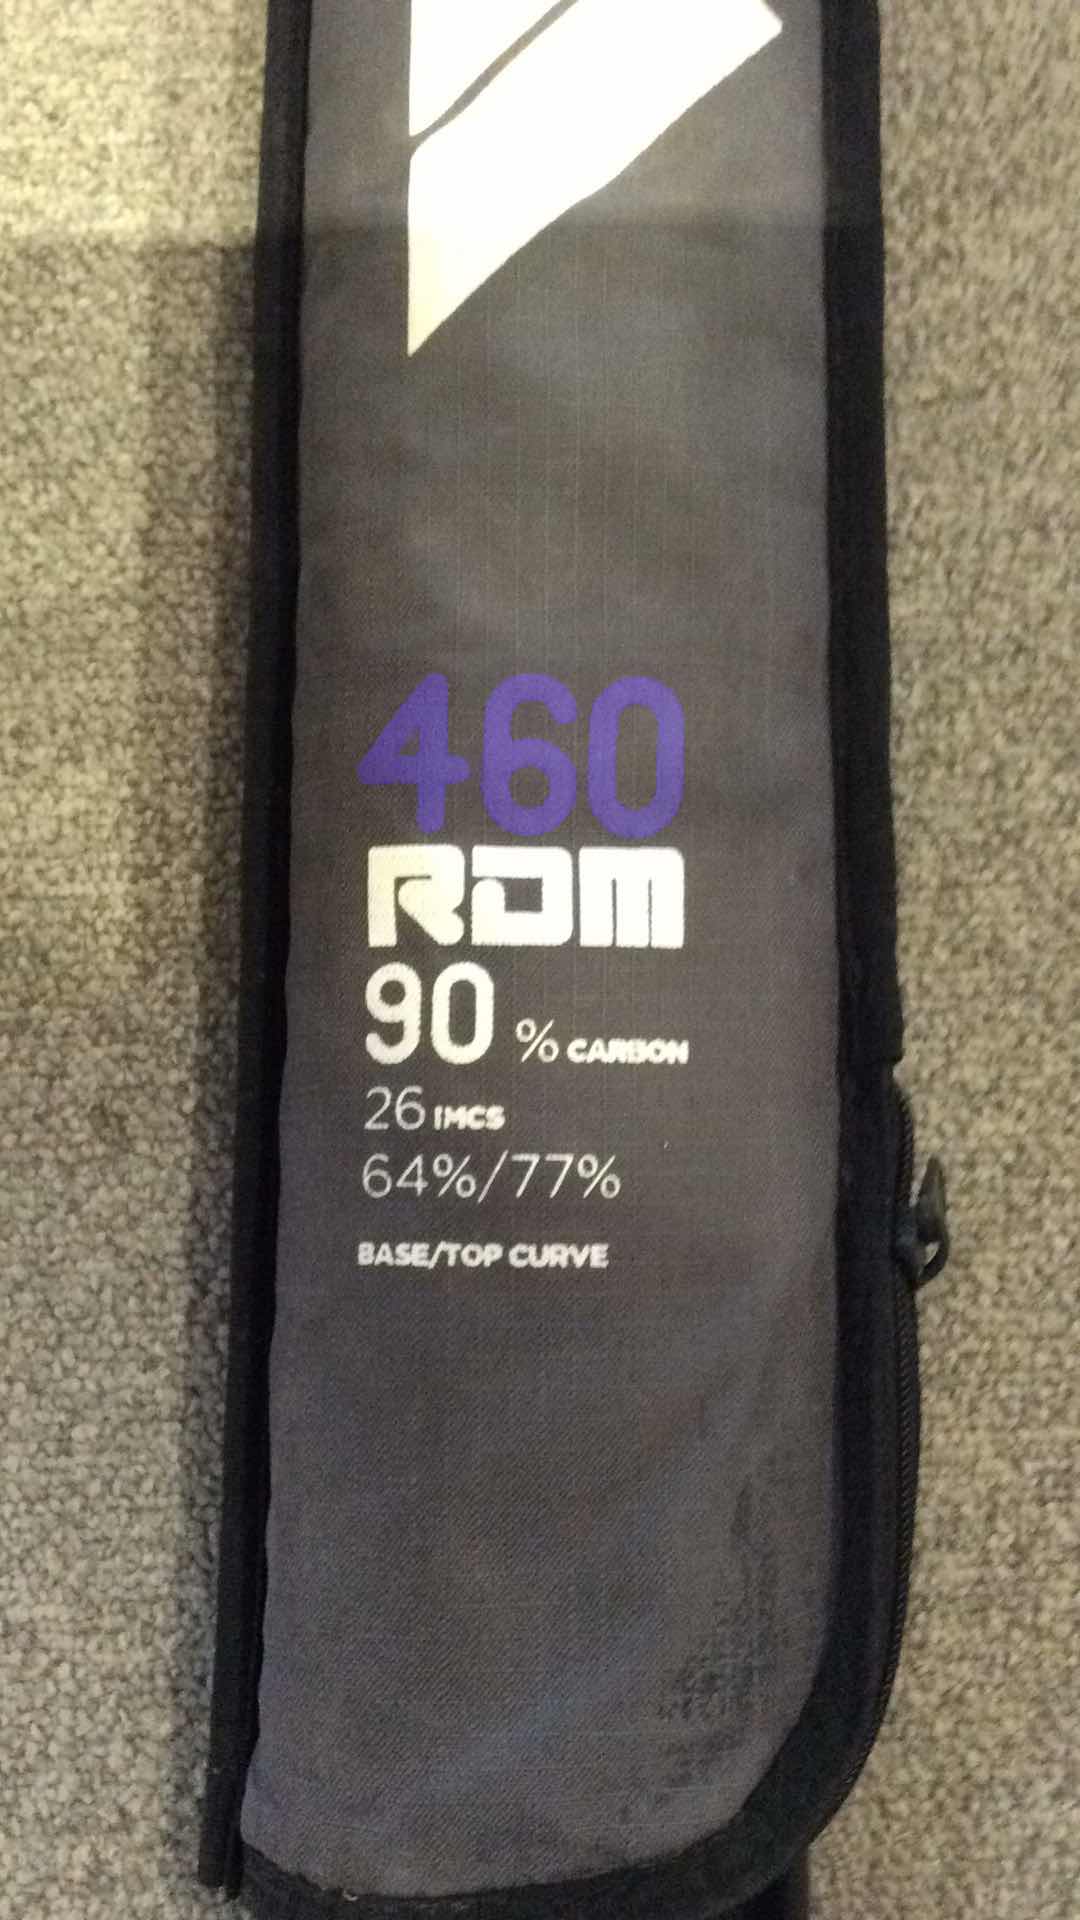 460
RDM
90 % CARBON
26 IMCS
64%/77%
BASE/TOP CURVE